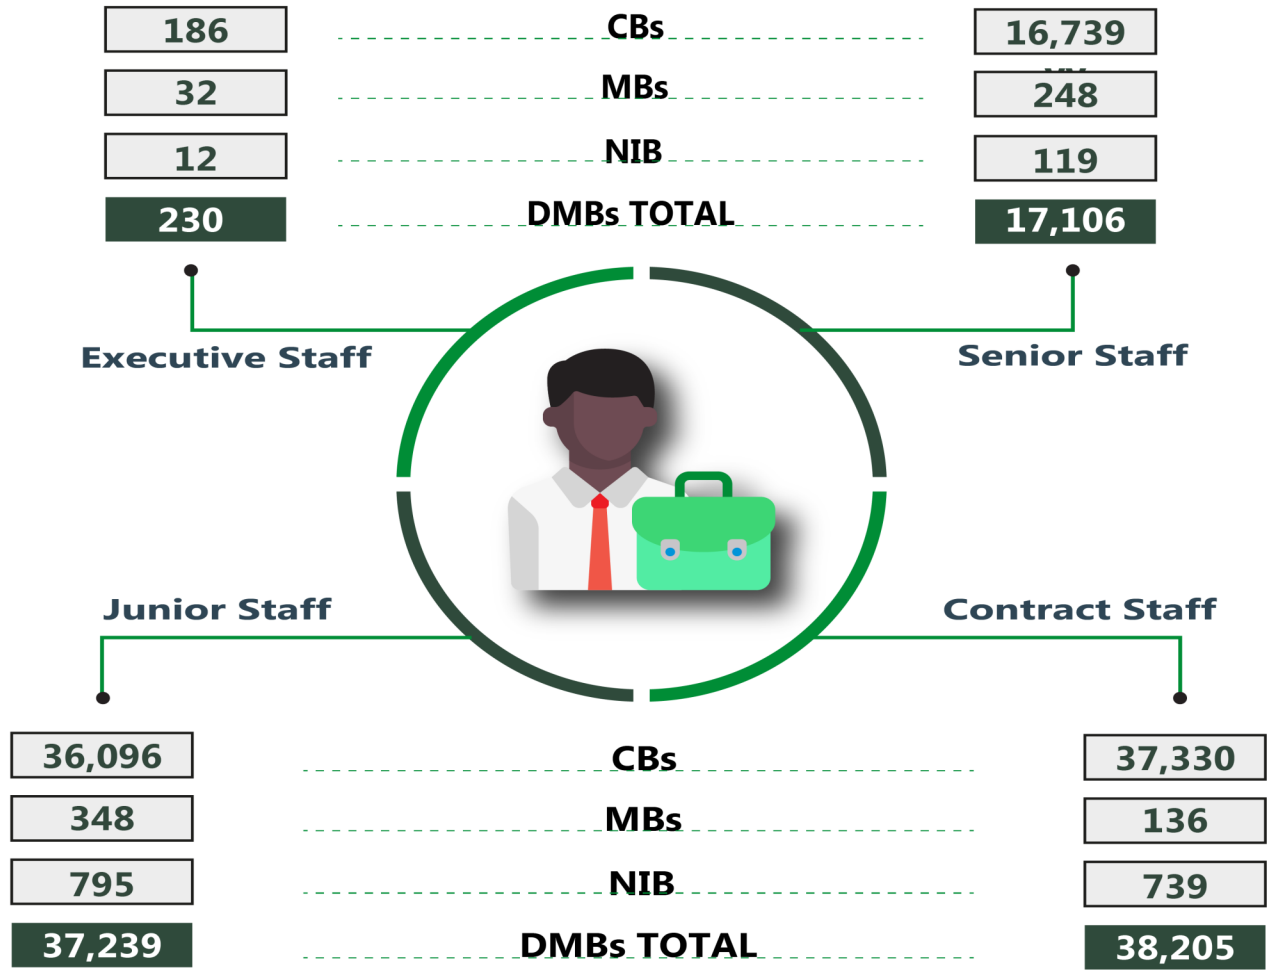 186 CBs 16,739
32 MBs 248
12 NIB 119
230 DMBs TOTAL 17,106
Executive Staff Senior Staff
Junior Staff Contract Staff
36,096 CBs 37,330
348 MBs 136
795 NIB 739
37,239 DMBs TOTAL 38,205